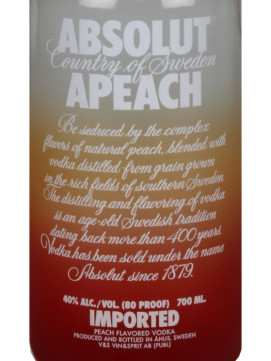 ABSOLUT
Country of Sweden
APEACH
Be seduced by the complex
flavors of natural peach, blended with
vodka distilled from grain grown
in the rich fields of southern Sweden.
The distilling and flavoring of vodka
is an age-old Swedish tradition
dating back more than 400 years.
Vodka has been sold under the name
Absolut since 1879.
40% ALC./VOL. (80 PROOF) 700 ML.
IMPORTED
PEACH FLAVORED VODKA
PRODUCED AND BOTTLED IN ÅHUS, SWEDEN
V&S VIN&SPRIT AB (PUBL)